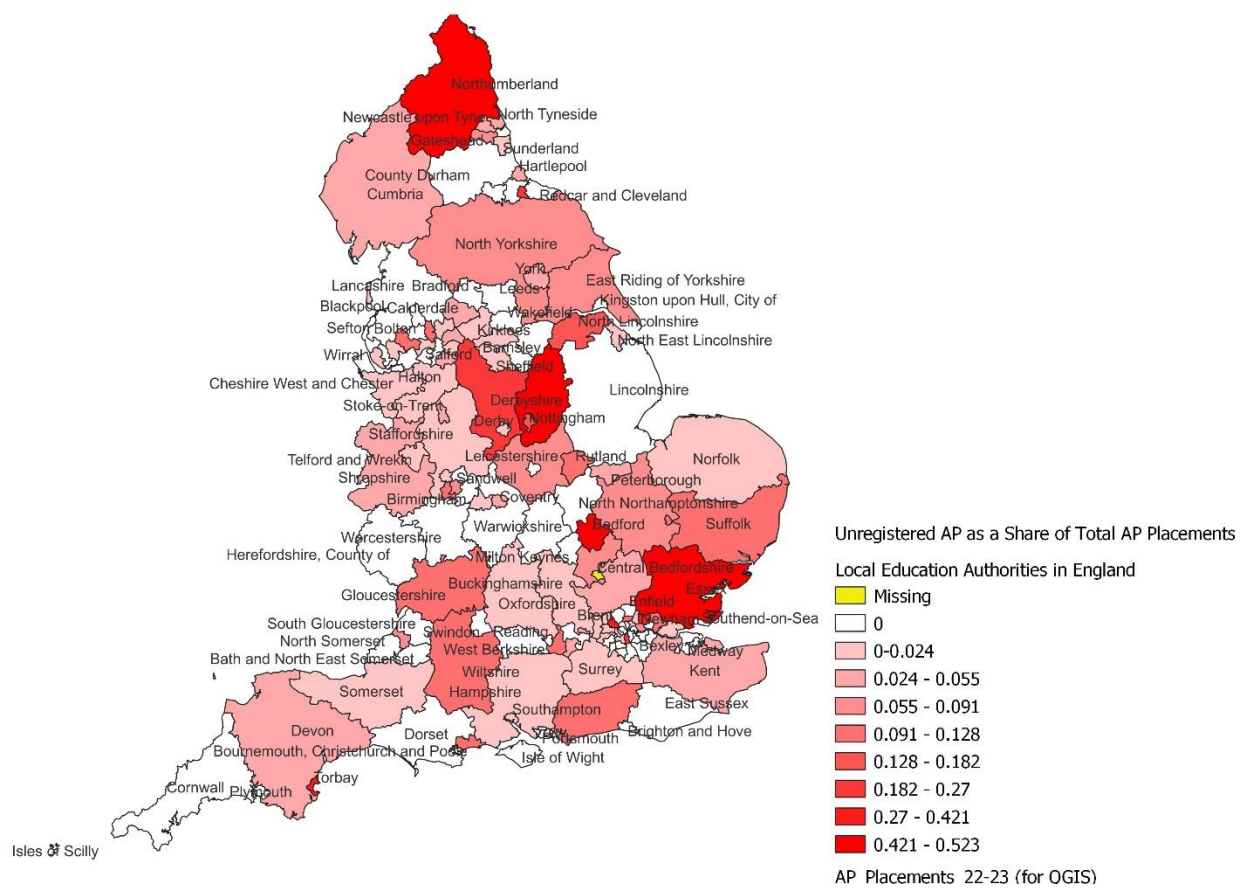 Northumberland
Newcastle upon Tyne
North Tyneside
Gateshead
Sunderland
Hartlepool
County Durham
Cumbria
Redcar and Cleveland
North Yorkshire
York
East Riding of Yorkshire
Lancashire
Bradford
Leeds
Kingston upon Hull, City of
Blackpool
Calderdale
Wakefield
North Lincolnshire
Sefton
Bolton
Kirklees
North East Lincolnshire
Wirral
Salford
Barnsley
Sheffield
Halton
Cheshire West and Chester
Lincolnshire
Stoke-on-Trent
Derbyshire
Derby
Nottingham
Staffordshire
Telford and Wrekin
Leicestershire
Rutland
Norfolk
Shropshire
Sandwell
Peterborough
Birmingham
Coventry
North Northamptonshire
Worcestershire
Warwickshire
Bedford
Suffolk
Herefordshire, County of
Milton Keynes
Central Bedfordshire
Essex
Gloucestershire
Buckinghamshire
Oxfordshire
Enfield
Brent
Newham
Southend-on-Sea
South Gloucestershire
Swindon
Reading
North Somerset
West Berkshire
Bexley
Medway
Bath and North East Somerset
Wiltshire
Surrey
Kent
Somerset
Hampshire
Southampton
East Sussex
Devon
Dorset
Portsmouth
Brighton and Hove
Bournemouth, Christchurch and Poole
Isle of Wight
Torbay
Cornwall
Plymouth
Isles of Scilly
Unregistered AP as a Share of Total AP Placements
Local Education Authorities in England
Missing
0
0-0.024
0.024 - 0.055
0.055 - 0.091
0.091 - 0.128
0.128 - 0.182
0.182 - 0.27
0.27 - 0.421
0.421 - 0.523
AP Placements 22-23 (for QGIS)